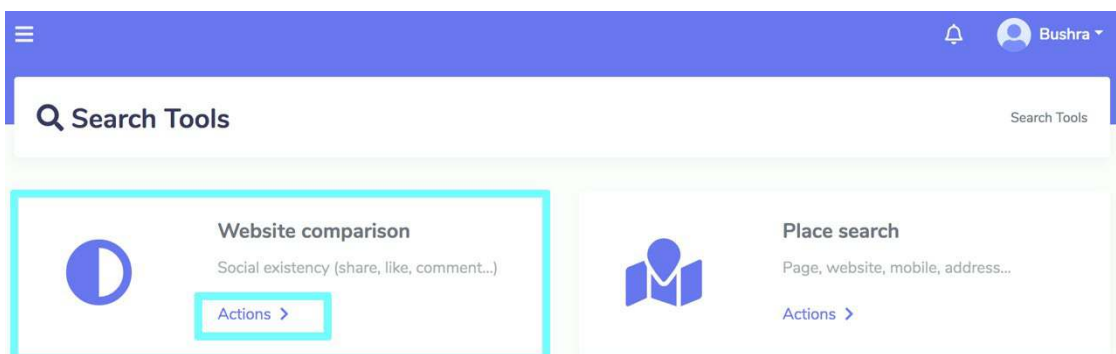 Bushra
Search Tools
Search Tools
Website comparison
Social existency (share, like, comment...)
Actions
Place search
Page, website, mobile, address...
Actions